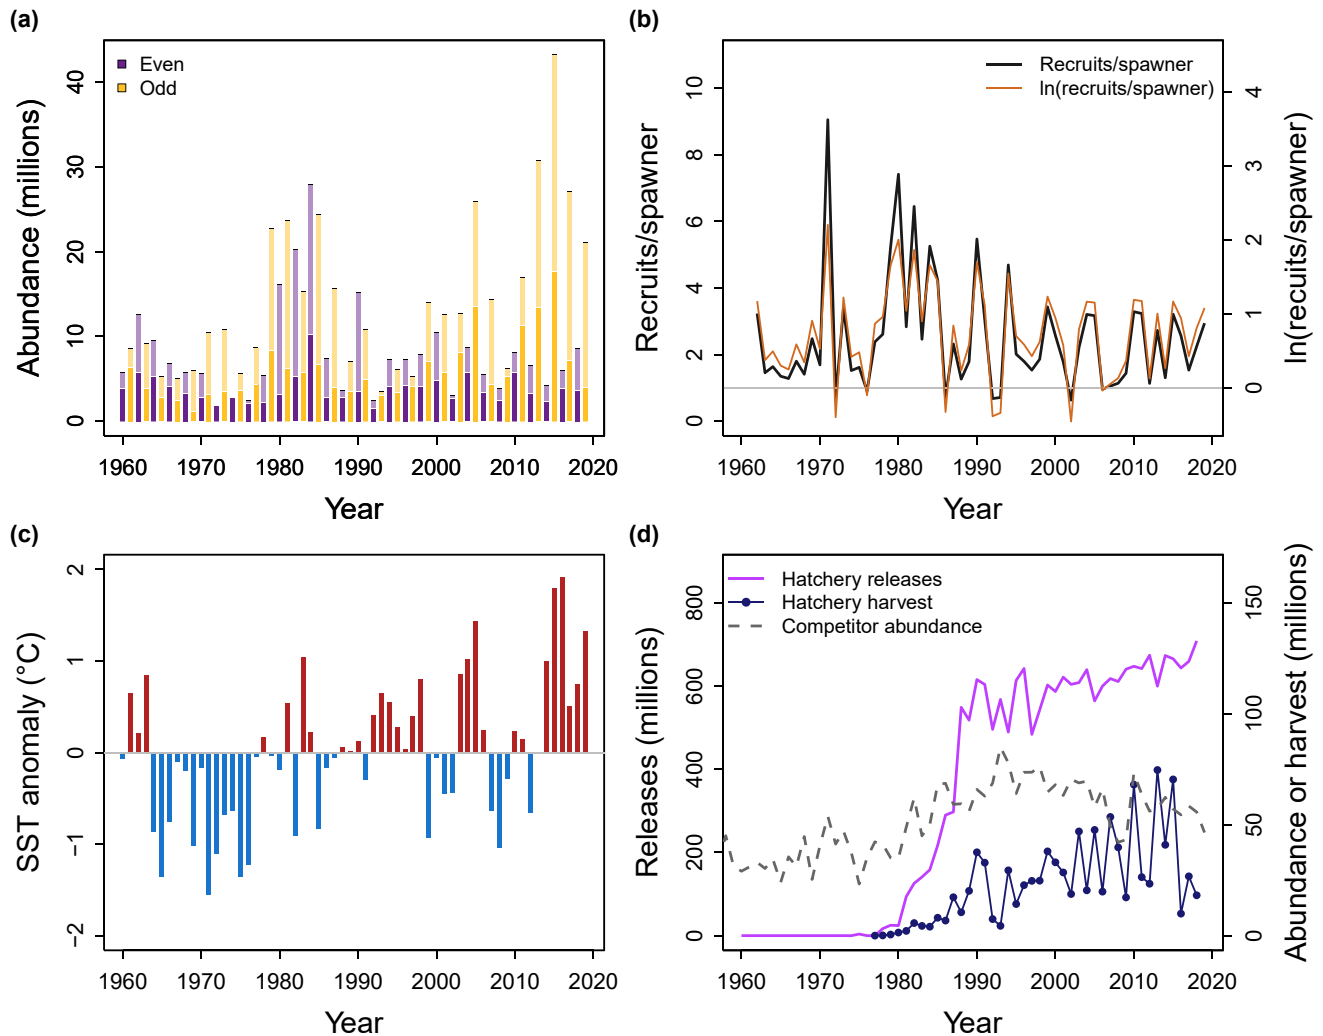 (a)
Even
Odd
Abundance (millions)
0
10
20
30
40
1960 1970 1980 1990 2000 2010 2020
Year
(b)
Recruits/spawner
ln(recruits/spawner)
Recruits/spawner
0
2
4
6
8
10
ln(recruits/spawner)
0
1
2
3
4
1960 1970 1980 1990 2000 2010 2020
Year
(c)
SST anomaly (°C)
−2
−1
0
1
2
1960 1970 1980 1990 2000 2010 2020
Year
(d)
Hatchery releases
Hatchery harvest
Competitor abundance
Releases (millions)
0
200
400
600
800
Abundance or harvest (millions)
0
50
100
150
1960 1970 1980 1990 2000 2010 2020
Year